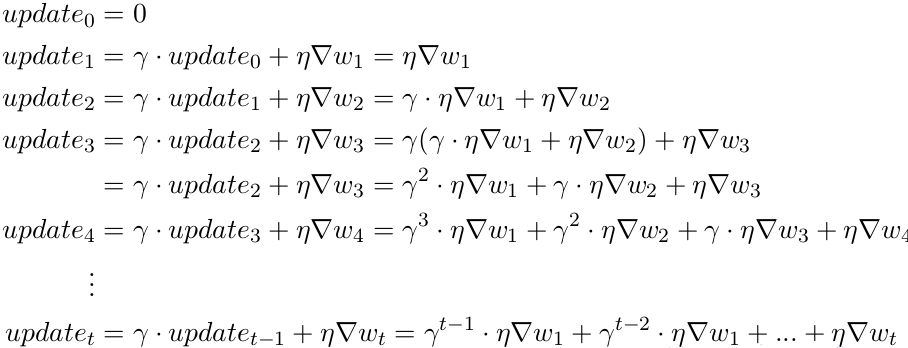 update₀ = 0
update₁ = γ · update₀ + η∇w₁ = η∇w₁
update₂ = γ · update₁ + η∇w₂ = γ · η∇w₁ + η∇w₂
update₃ = γ · update₂ + η∇w₃ = γ(γ · η∇w₁ + η∇w₂) + η∇w₃
= γ · update₂ + η∇w₃ = γ² · η∇w₁ + γ · η∇w₂ + η∇w₃
update₄ = γ · update₃ + η∇w₄ = γ³ · η∇w₁ + γ² · η∇w₂ + γ · η∇w₃ + η∇w₄
⋮
updateₜ = γ · updateₜ₋₁ + η∇wₜ = γᵗ⁻¹ · η∇w₁ + γᵗ⁻² · η∇w₁ + ... + η∇wₜ